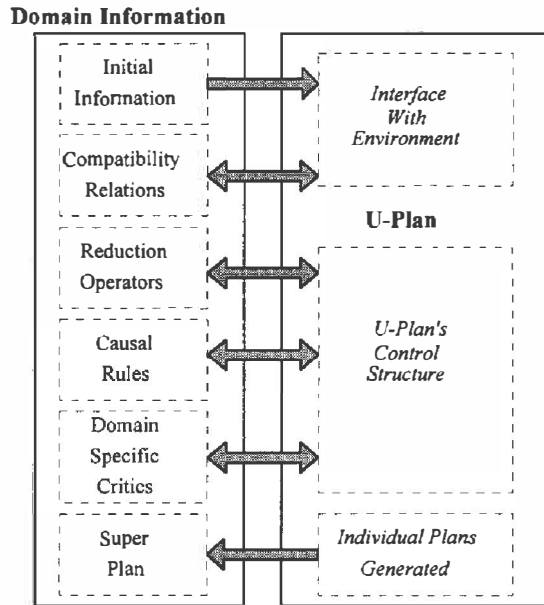 Domain Information
Initial
Information
Compatibility
Relations
Reduction
Operators
Causal
Rules
Domain
Specific
Critics
Super
Plan
Interface
With
Environment
U-Plan
U-Plan's
Control
Structure
Individual Plans
Generated